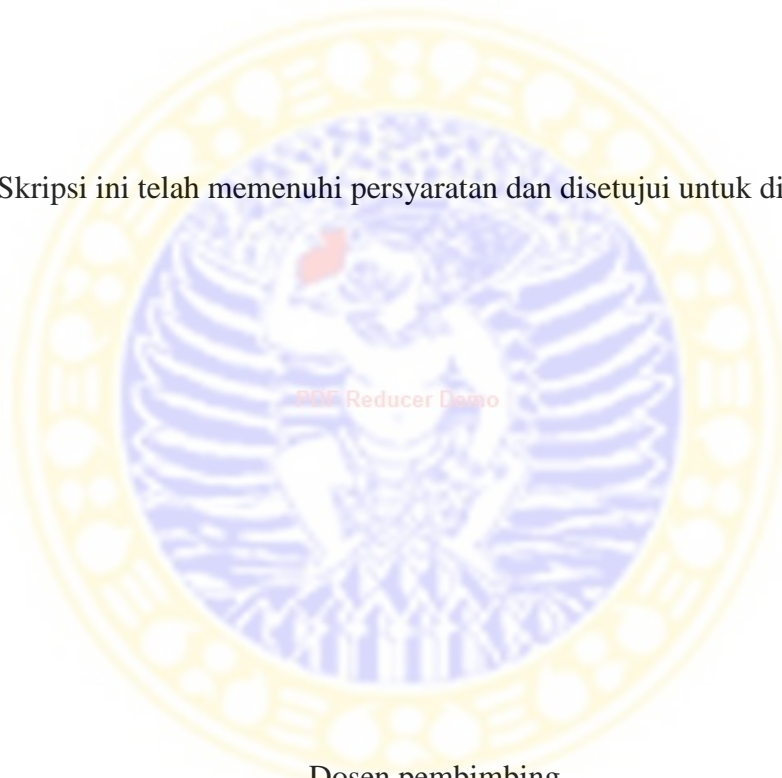 Skripsi ini telah memenuhi persyaratan dan disetujui untuk di
PDF Reducer Demo
Dosen pembimbing